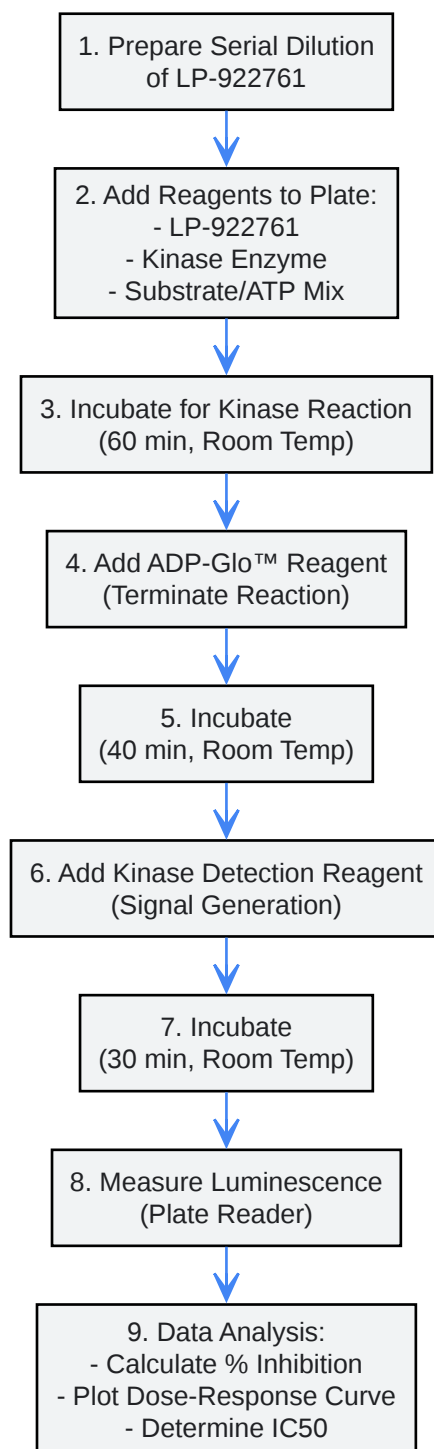 1. Prepare Serial Dilution
of LP-922761
2. Add Reagents to Plate:
- LP-922761
- Kinase Enzyme
- Substrate/ATP Mix
3. Incubate for Kinase Reaction
(60 min, Room Temp)
4. Add ADP-Glo™ Reagent
(Terminate Reaction)
5. Incubate
(40 min, Room Temp)
6. Add Kinase Detection Reagent
(Signal Generation)
7. Incubate
(30 min, Room Temp)
8. Measure Luminescence
(Plate Reader)
9. Data Analysis:
- Calculate % Inhibition
- Plot Dose-Response Curve
- Determine IC50